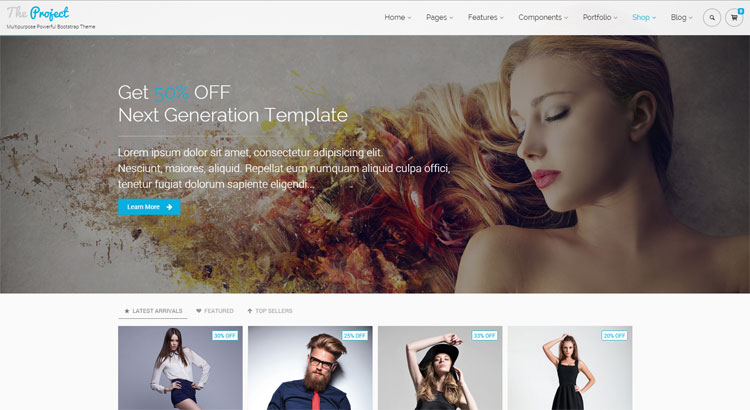 The Project
Multipurpose Powerful Bootstrap Theme
Home Pages Features Components Portfolio Shop Blog
0
Get 50% OFF
Next Generation Template
Lorem ipsum dolor sit amet, consectetur adipisicing elit.
Nesciunt, maiores, aliquid. Repellat eum numquam aliquid culpa offici,
tenetur fugiat dolorum sapiente eligendi...
Learn More
LATEST ARRIVALS FEATURED TOP SELLERS
30% OFF 25% OFF 33% OFF 20% OFF